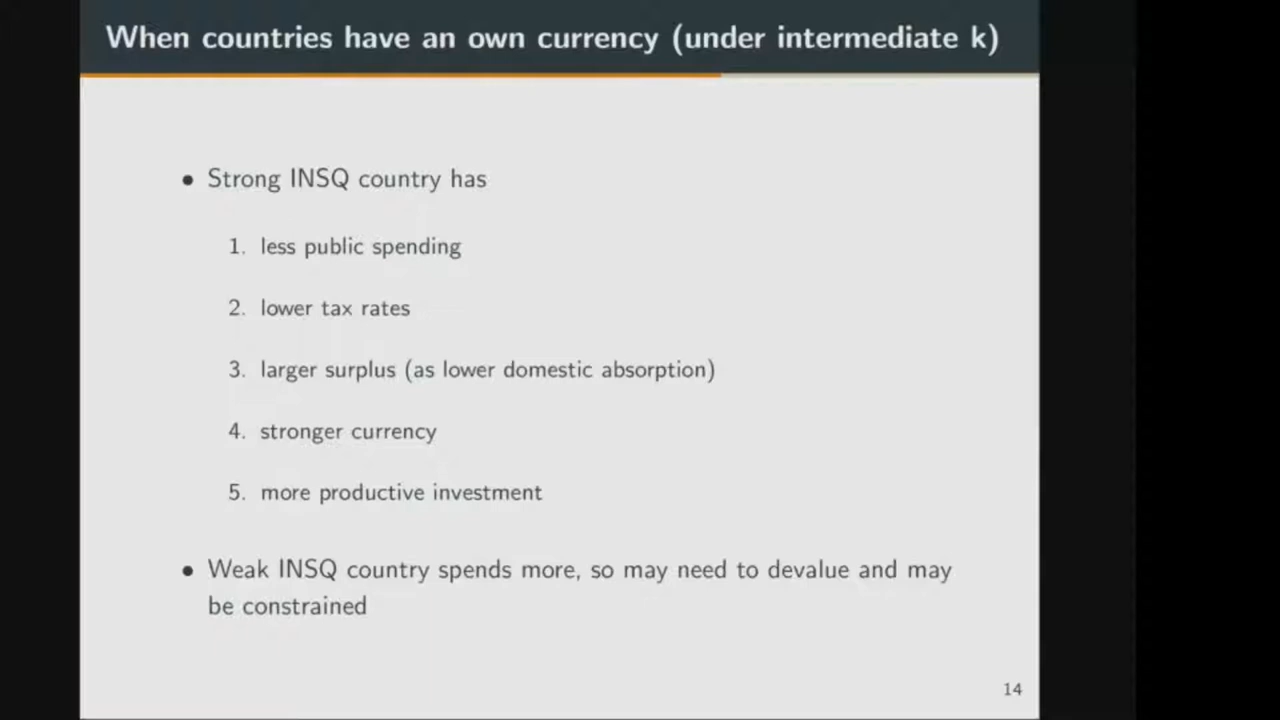 When countries have an own currency (under intermediate k)
• Strong INSQ country has
1. less public spending
2. lower tax rates
3. larger surplus (as lower domestic absorption)
4. stronger currency
5. more productive investment
• Weak INSQ country spends more, so may need to devalue and may
be constrained
14